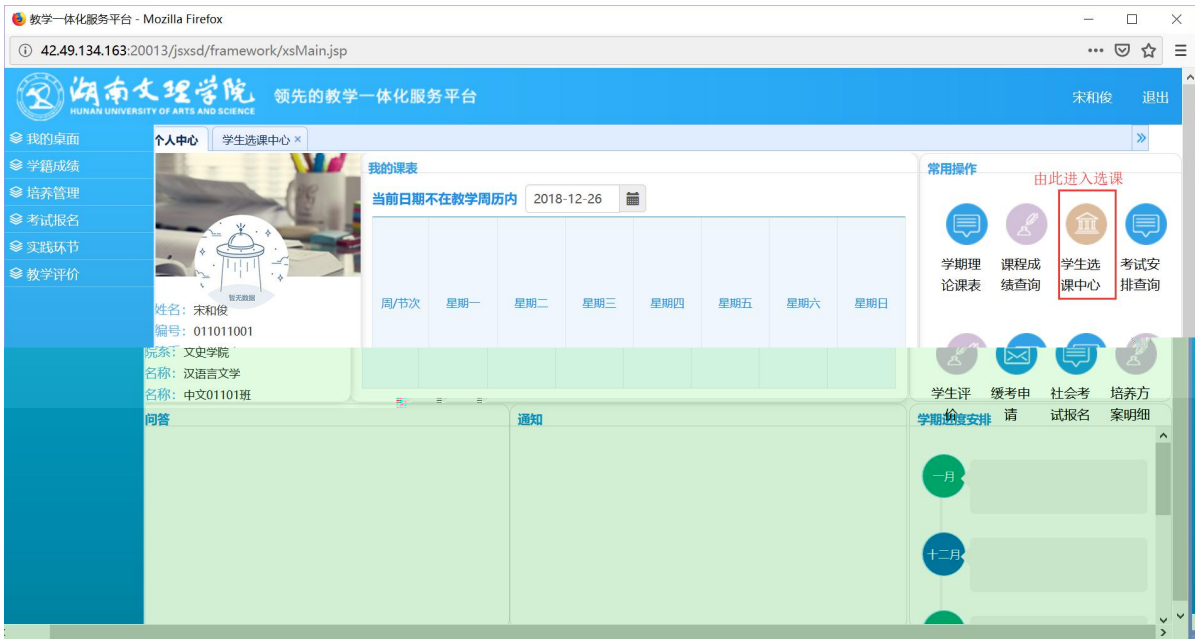 教学一体化服务平台 - Mozilla Firefox
42.49.134.163:20013/jsxsd/framework/xsMain.jsp
湖南文理学院
HUNAN UNIVERSITY OF ARTS AND SCIENCE
领先的教学一体化服务平台
宋和俊 退出
我的桌面
学籍成绩
培养管理
考试报名
实践环节
教学评价
个人中心 学生选课中心 ×
暂无数据
姓名：宋和俊
编号：011011001
院系：文史学院
名称：汉语言文学
名称：中文01101班
我的课表
当前日期不在教学周历内 2018-12-26
周/节次 星期一 星期二 星期三 星期四 星期五 星期六 星期日
常用操作
由此进入选课
学期理论课表
课程成绩查询
学生选课中心
考试安排查询
学生评价
缓考申请
社会考试报名
培养方案明细
问答
通知
学期进度安排
一月
十二月